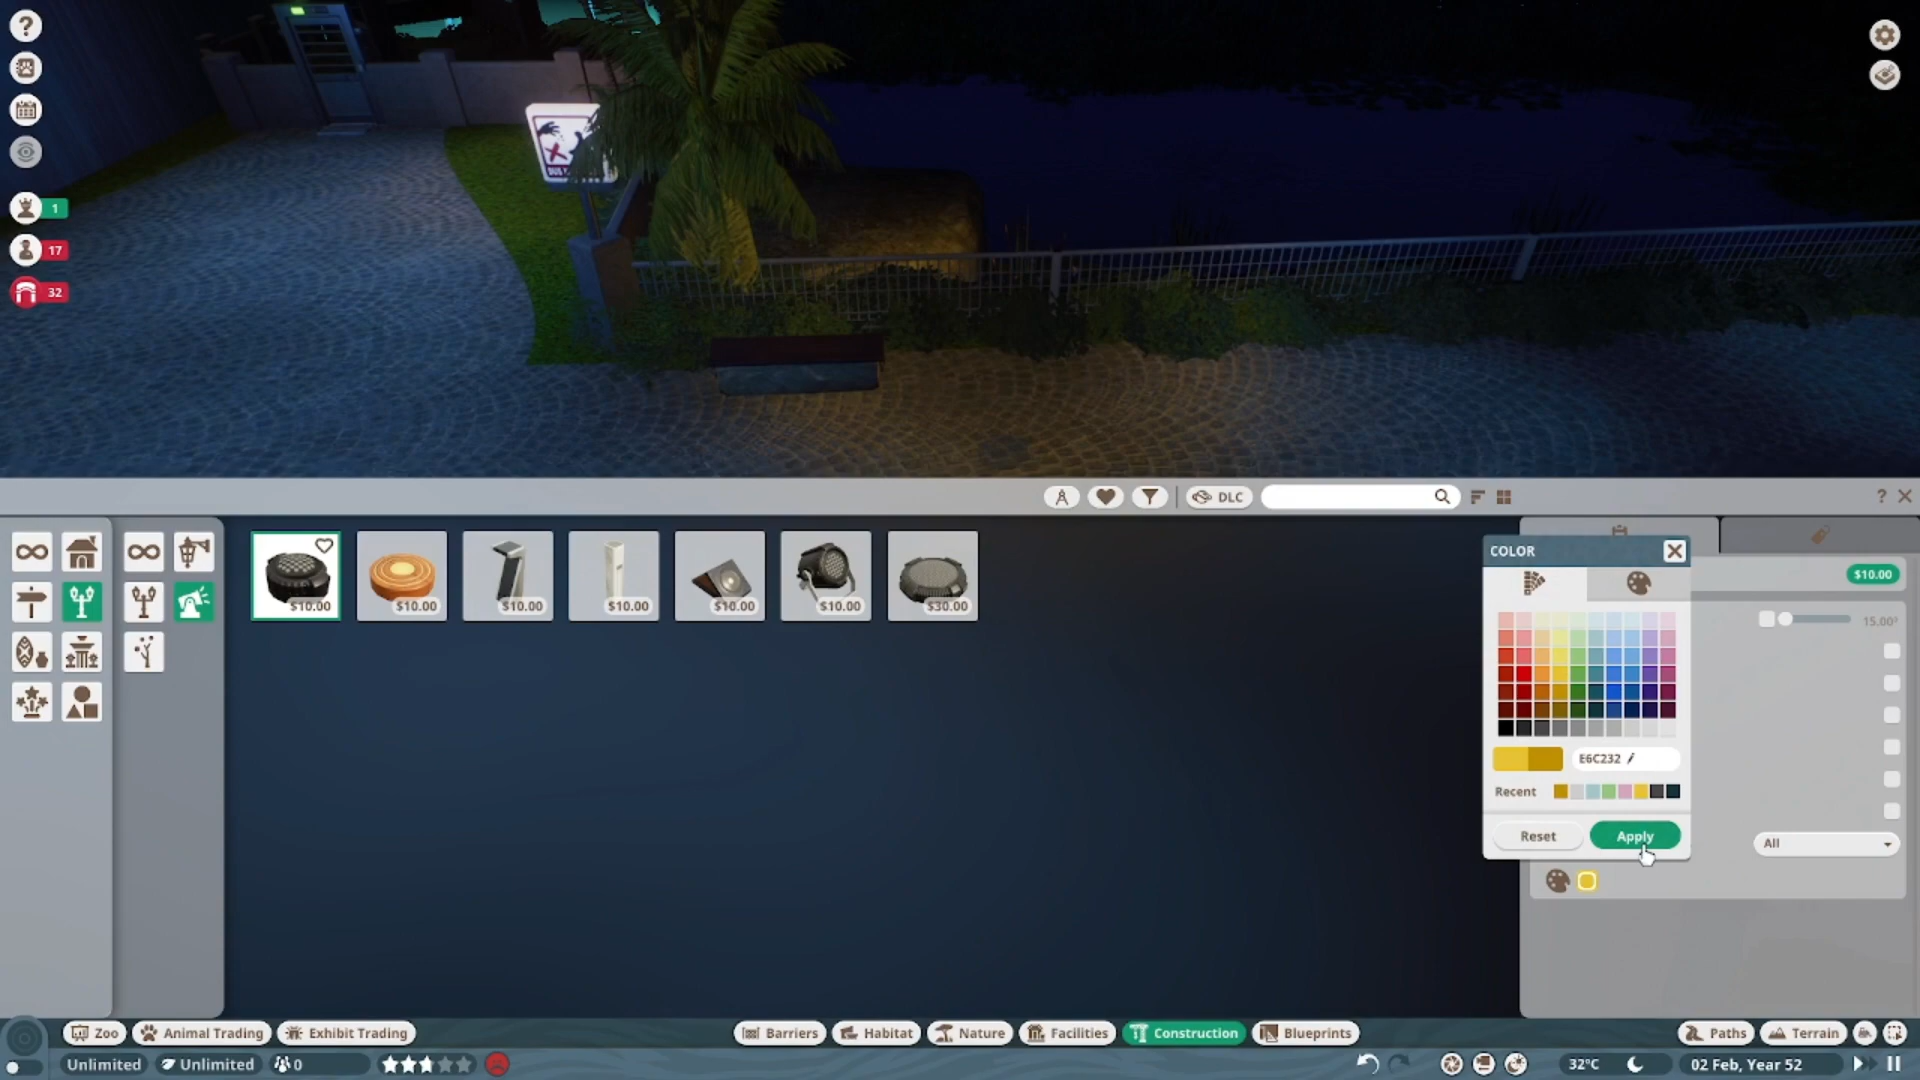 1
17
32
DLC
$10.00
$10.00
$10.00
$10.00
$10.00
$10.00
$30.00
COLOR
$10.00
15.00°
E6C232
Recent
Reset
Apply
All
Zoo
Animal Trading
Exhibit Trading
Barriers
Habitat
Nature
Facilities
Construction
Blueprints
Paths
Terrain
Unlimited
Unlimited
0
32°C
02 Feb, Year 52